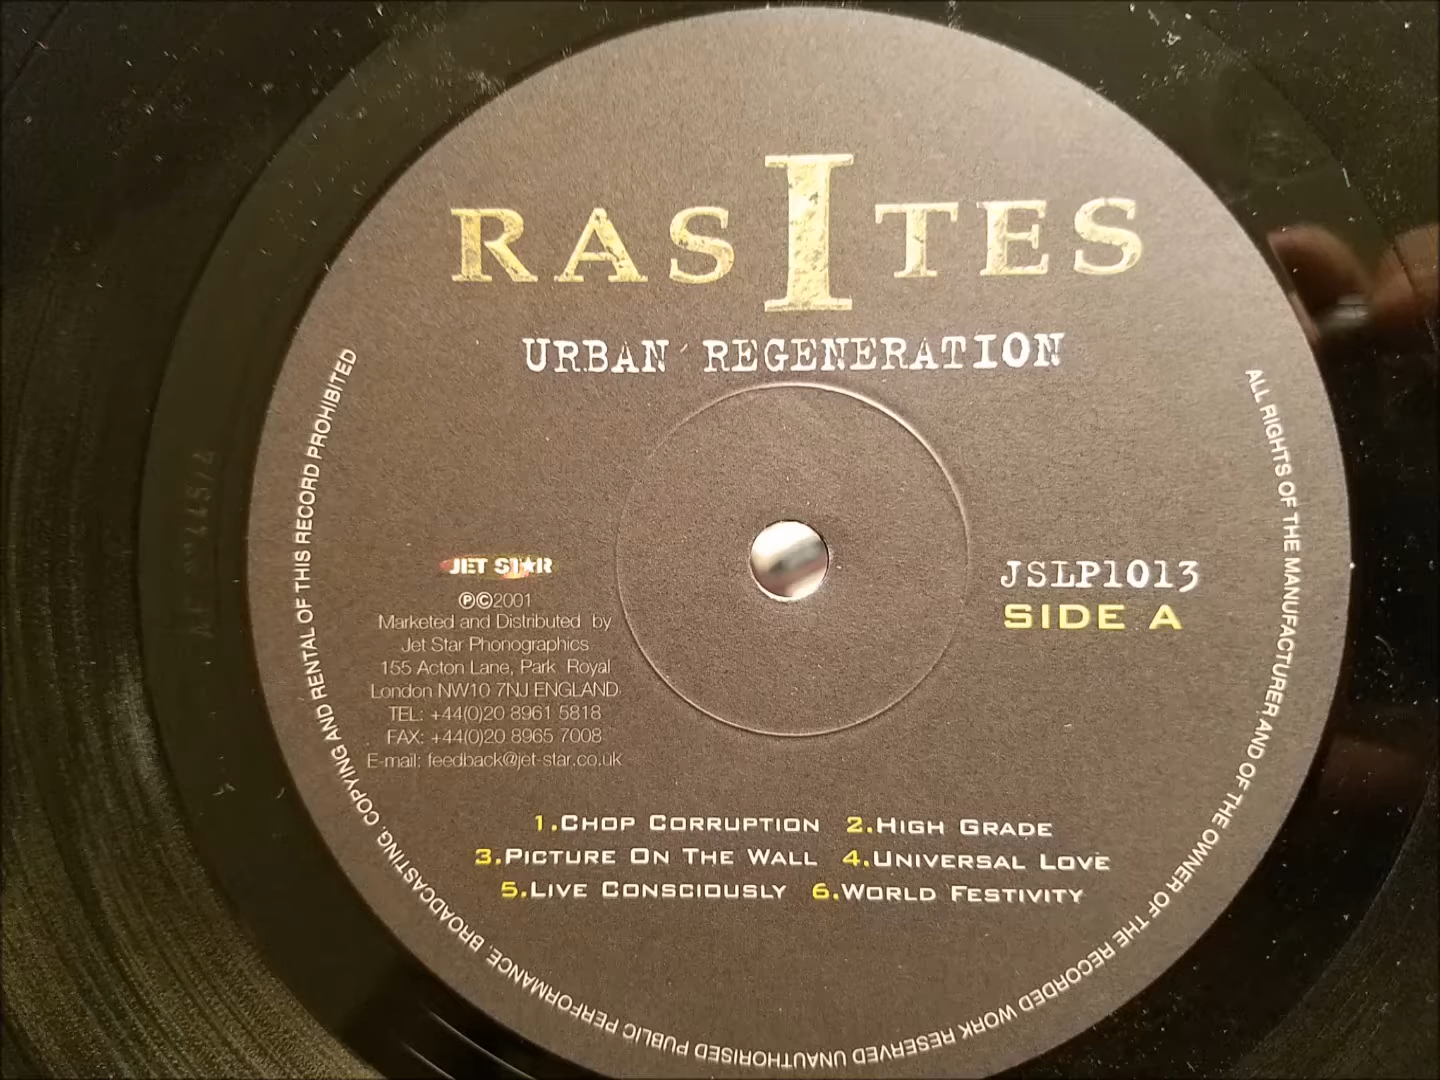 RASITES
URBAN REGENERATION
JET STAR
℗©2001
Marketed and Distributed by
Jet Star Phonographics
155 Acton Lane, Park Royal
London NW10 7NJ ENGLAND
TEL: +44(0)20 8961 5818
FAX: +44(0)20 8965 7008
E-mail: feedback@jet-star.co.uk
JSLP1013
SIDE A
1.CHOP CORRUPTION 2.HIGH GRADE
3.PICTURE ON THE WALL 4.UNIVERSAL LOVE
5.LIVE CONSCIOUSLY 6.WORLD FESTIVITY
ALL RIGHTS OF THE MANUFACTURER AND OF THE OWNER OF THE RECORDED WORK RESERVED UNAUTHORISED PUBLIC PERFORMANCE, BROADCASTING, COPYING AND RENTAL OF THIS RECORD PROHIBITED